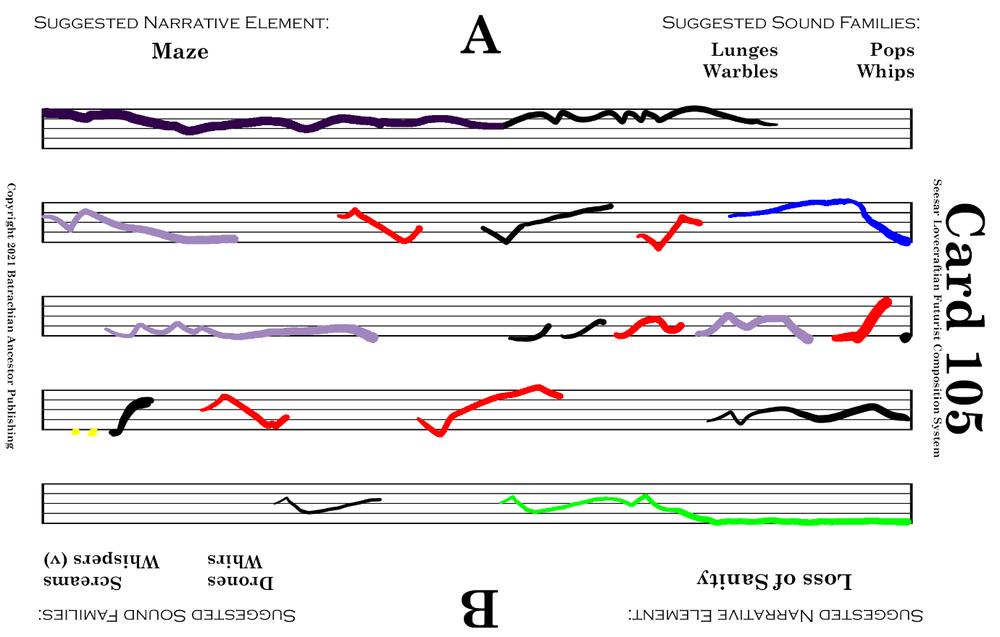 SUGGESTED NARRATIVE ELEMENT:
Maze
A
SUGGESTED SOUND FAMILIES:
Lunges Pops
Warbles Whips
Copyright 2021 Batrachian Ancestor Publishing
Card 105
Seesar Lovecraftian Futurist Composition System
SUGGESTED NARRATIVE ELEMENT:
Loss of Sanity
B
SUGGESTED SOUND FAMILIES:
Drones Screams
Whirs Whispers (v)